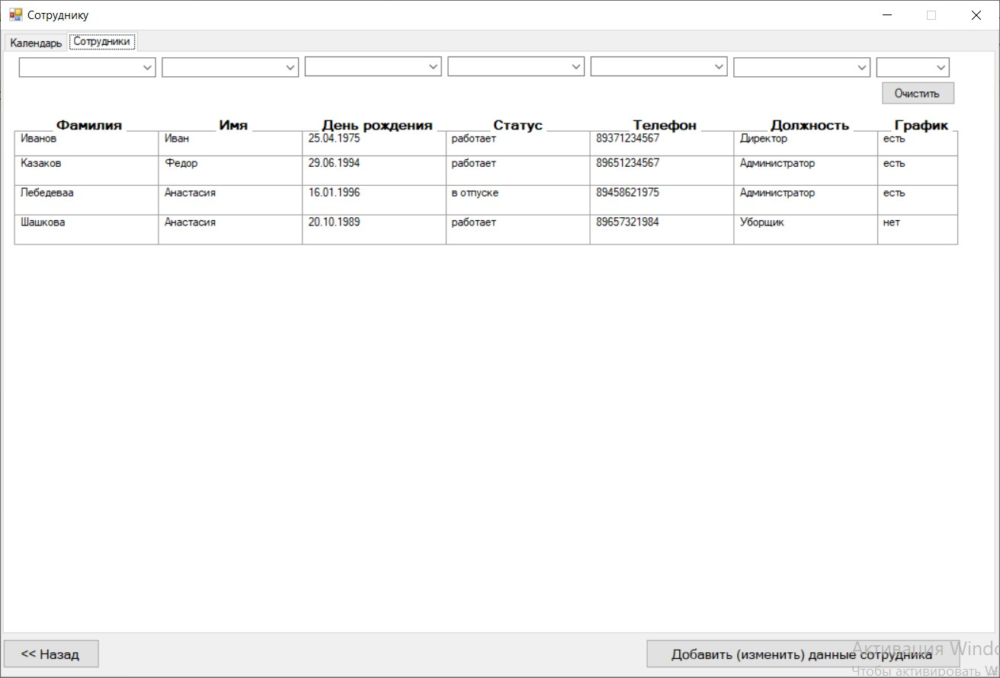 Сотруднику
Календарь Сотрудники
Очистить
Фамилия Имя День рождения Статус Телефон Должность График
Иванов Иван 25.04.1975 работает 89371234567 Директор есть
Казаков Федор 29.06.1994 работает 89651234567 Администратор есть
Лебедеваа Анастасия 16.01.1996 в отпуске 89458621975 Администратор есть
Шашкова Анастасия 20.10.1989 работает 89657321984 Уборщик нет
<< Назад Добавить (изменить) данные сотрудника
Активация Windo
Чтобы активировать W